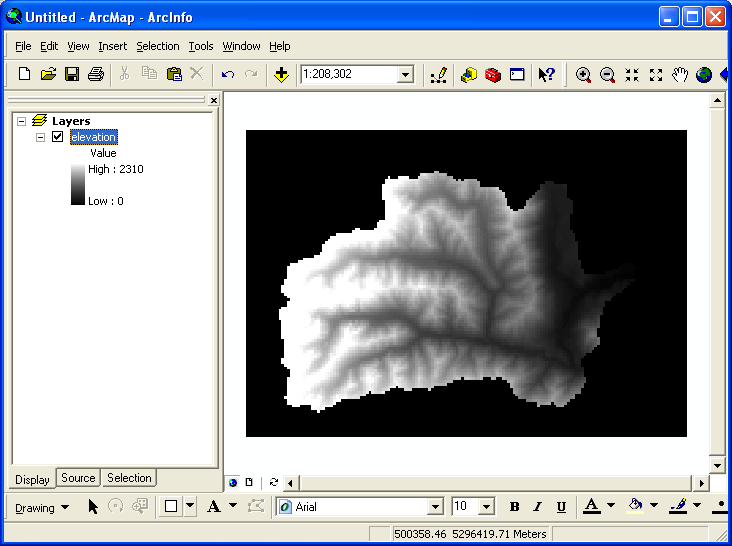 Untitled - ArcMap - ArcInfo
File Edit View Insert Selection Tools Window Help
1:208,302
Layers
elevation
Value
High : 2310
Low : 0
Display Source Selection
Drawing A Arial 10 B I U A
500358.46 5296419.71 Meters